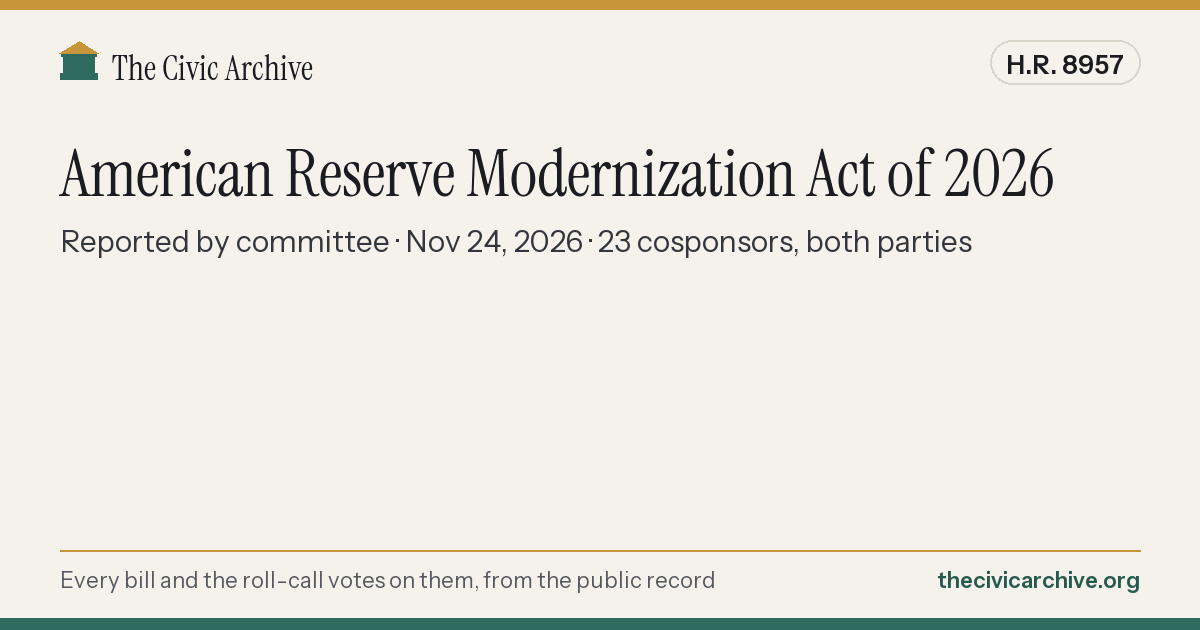 The Civic Archive
H.R. 8957
American Reserve Modernization Act of 2026
Reported by committee · Nov 24, 2026 · 23 cosponsors, both parties
Every bill and the roll-call votes on them, from the public record
thecivicarchive.org